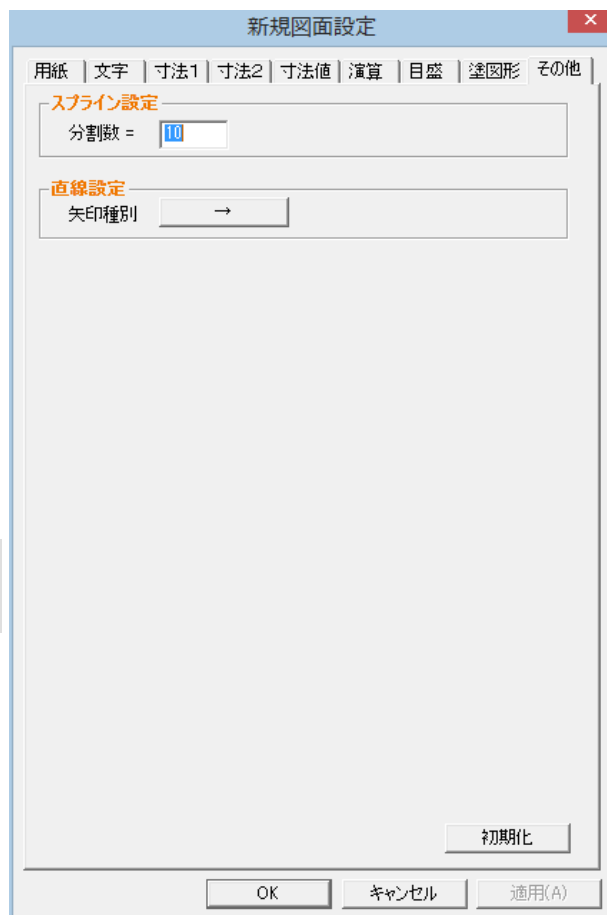 新規図面設定
用紙 文字 寸法1 寸法2 寸法値 演算 目盛 塗図形 その他
スプライン設定
分割数 = 10
直線設定
矢印種別 →
初期化
OK キャンセル 適用(A)